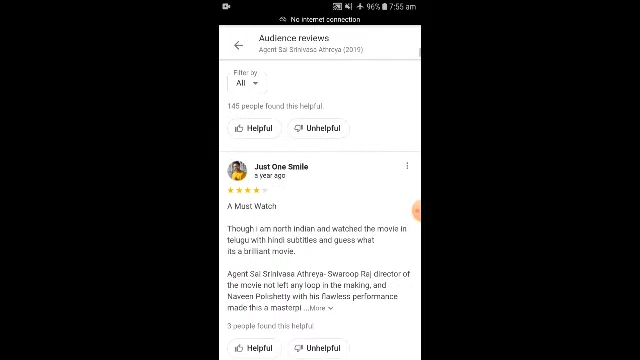 96% 7:55 am
No internet connection
Audience reviews
Agent Sai Srinivasa Athreya (2019)
Filter by
All
145 people found this helpful.
Helpful Unhelpful
Just One Smile
a year ago
A Must Watch
Though i am north indian and watched the movie in
telugu with hindi subtities and guess what
its a brilliant movie.
Agent Sai Srinivasa Athreya- Swaroop Raj director of
the movie not left any loop in the making, and
Naveen Polishetty with his flawless performance
made this a masterpi ...More
3 people found this helpful.
Helpful Unhelpful